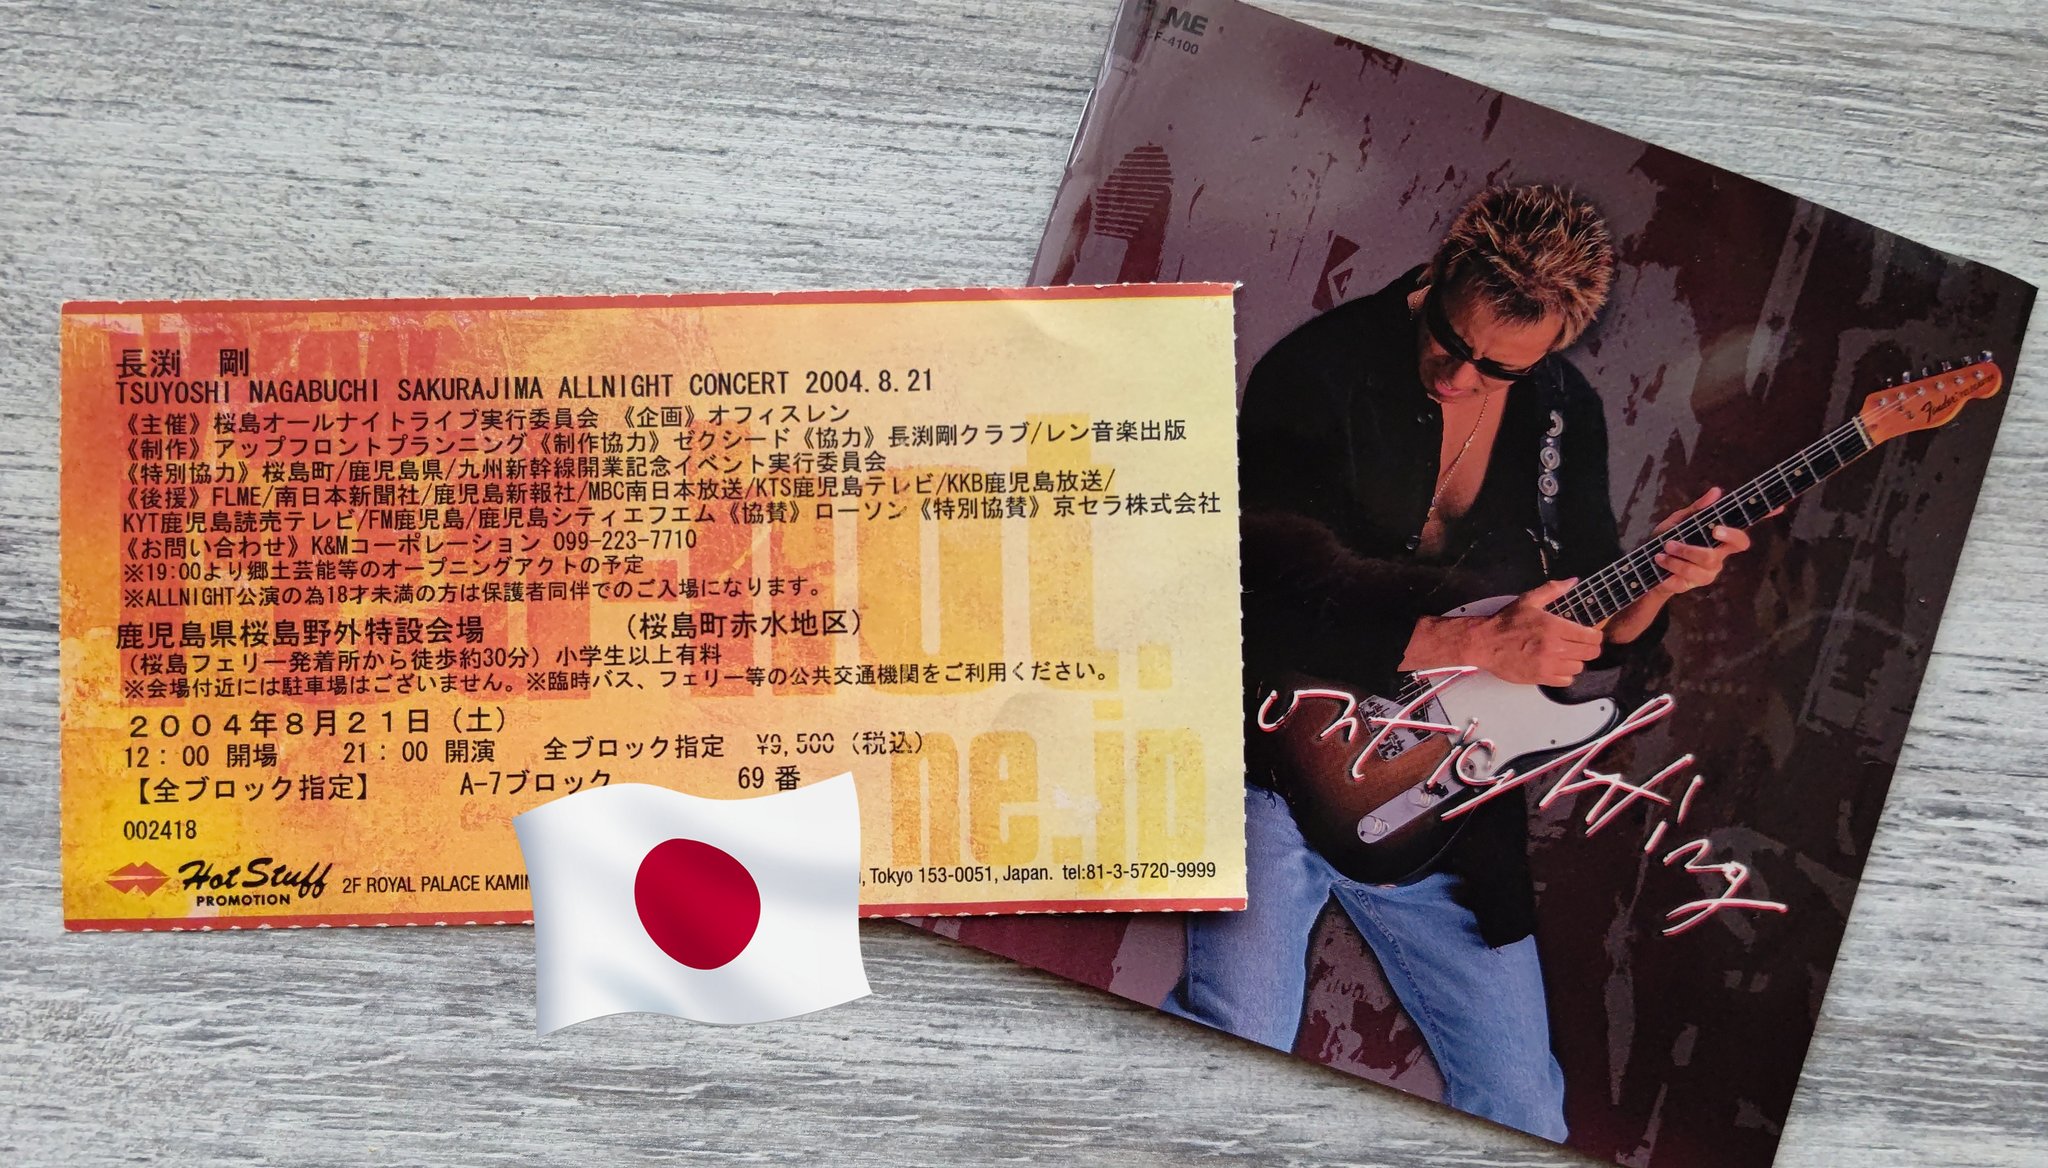 長渕 剛
TSUYOSHI NAGABUCHI SAKURAJIMA ALLNIGHT CONCERT 2004.8.21
《主催》桜島オールナイトライブ実行委員会 《企画》オフィスレン
《制作》アップフロントプランニング《制作協力》ゼクシード《協力》長渕剛クラブ/レン音楽出版
《特別協力》桜島町/鹿児島県/九州新幹線開業記念イベント実行委員会
《後援》FLME/南日本新聞社/鹿児島新報社/MBC南日本放送/KTS鹿児島テレビ/KKB鹿児島放送/
KYT鹿児島読売テレビ/FM鹿児島/鹿児島シティエフエム《協賛》ローソン《特別協賛》京セラ株式会社
《お問い合わせ》K&Mコーポレーション 099-223-7710
※19:00より郷土芸能等のオープニングアクトの予定
※ALLNIGHT公演の為18才未満の方は保護者同伴でのご入場になります。
鹿児島県桜島野外特設会場 (桜島町赤水地区)
(桜島フェリー発着所から徒歩約30分)小学生以上有料
※会場付近には駐車場はございません。※臨時バス、フェリー等の公共交通機関をご利用ください。
2004年8月21日(土)
12:00 開場 21:00 開演 全ブロック指定 ¥9,500(税込)
【全ブロック指定】 A-7ブロック 69番
002418
Hot Stuff
PROMOTION
2F ROYAL PALACE Tokyo 153-0051, Japan. tel:81-3-5720-9999
hot.
ne.jp
-4100
Fender